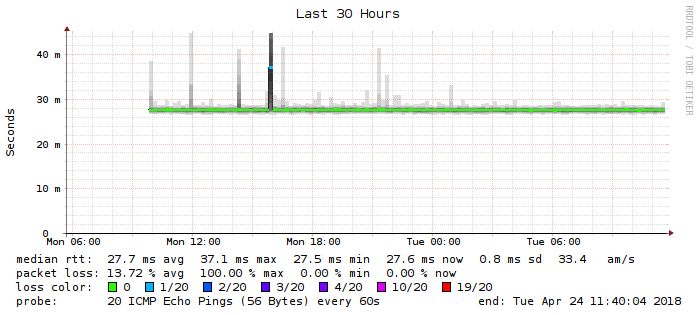 Last 30 Hours
RRDTOOL / TOBI OETIKER
Seconds
40 m
30 m
20 m
10 m
0
Mon 06:00 Mon 12:00 Mon 18:00 Tue 00:00 Tue 06:00
median rtt: 27.7 ms avg 37.1 ms max 27.5 ms min 27.6 ms now 0.8 ms sd 33.4 am/s
packet loss: 13.72 % avg 100.00 % max 0.00 % min 0.00 % now
loss color: 0 1/20 2/20 3/20 4/20 10/20 19/20
probe: 20 ICMP Echo Pings (56 Bytes) every 60s end: Tue Apr 24 11:40:04 2018